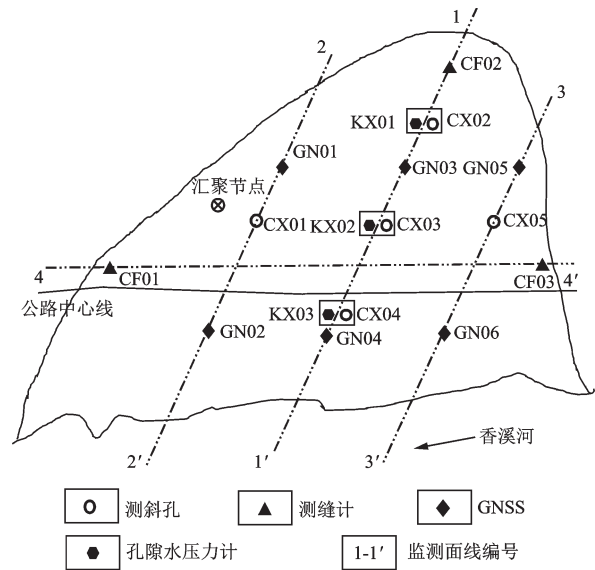 1
2
CF02
3
KX01 CX02
GN01
GN03 GN05
汇聚节点
CX01 KX02 CX03 CX05
4 CF01 CF03 4′
公路中心线
KX03 CX04
GN02 GN04 GN06
香溪河
2′ 1′ 3′
测斜孔 测缝计 GNSS
孔隙水压力计 1-1′ 监测面线编号